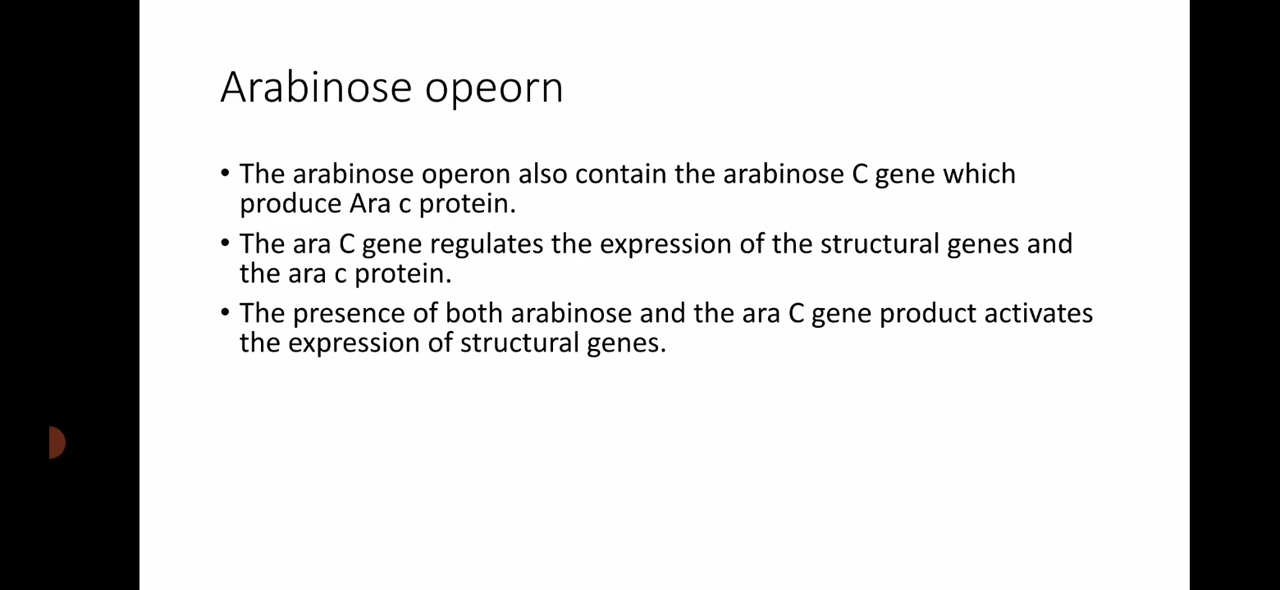 Arabinose opeorn
• The arabinose operon also contain the arabinose C gene which
produce Ara c protein.
• The ara C gene regulates the expression of the structural genes and
the ara c protein.
• The presence of both arabinose and the ara C gene product activates
the expression of structural genes.